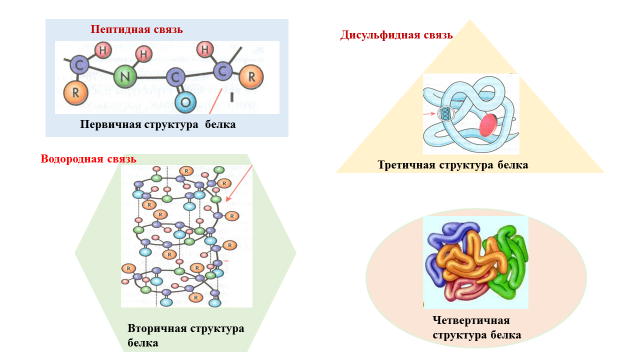 Пептидная связь
C
H
H
N
C
H
C
R
R
O
Первичная структура белка
Дисульфидная связь
Третичная структура белка
Водородная связь
R
R
R
R
R
R
R
R
R
R
Вторичная структура
белка
Четвертичная
структура белка